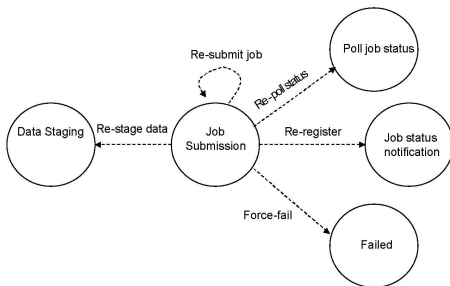 Poll job status
Re-submit job
Re-poll status
Data Staging
Re-stage data
Job
Submission
Re-register
Job status
notification
Force-fail
Failed